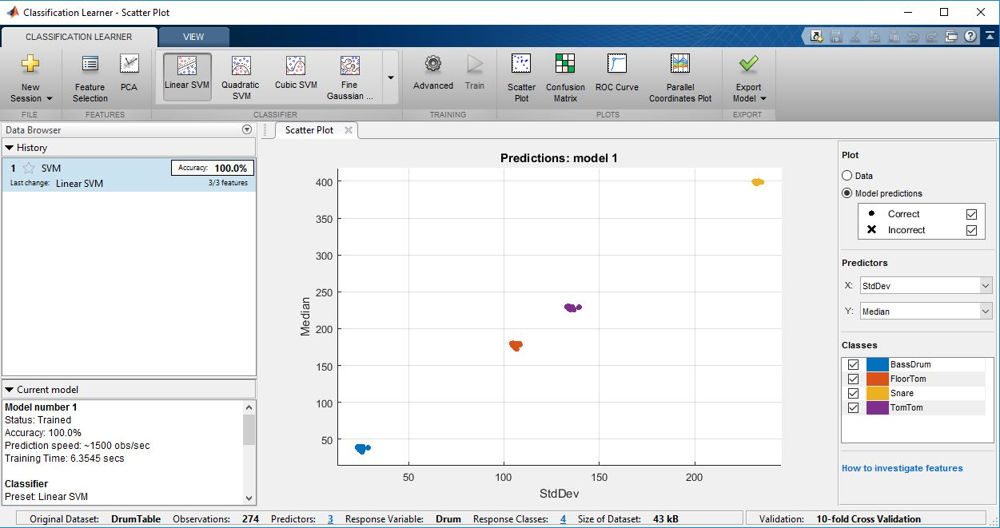 Classification Learner - Scatter Plot
CLASSIFICATION LEARNER VIEW
New Session
Feature Selection
PCA
Linear SVM
Quadratic SVM
Cubic SVM
Fine Gaussian ...
Advanced
Train
Scatter Plot
Confusion Matrix
ROC Curve
Parallel Coordinates Plot
Export Model
FILE FEATURES CLASSIFIER TRAINING PLOTS EXPORT
Data Browser
History
1 SVM Accuracy: 100.0%
Last change: Linear SVM 3/3 features
Current model
Model number 1
Status: Trained
Accuracy: 100.0%
Prediction speed: ~1500 obs/sec
Training Time: 6.3545 secs
Classifier
Preset: Linear SVM
Scatter Plot
Predictions: model 1
Median
400
350
300
250
200
150
100
50
50 100 150 200
StdDev
Plot
Data
Model predictions
Correct
Incorrect
Predictors
X: StdDev
Y: Median
Classes
BassDrum
FloorTom
Snare
TomTom
How to investigate features
Original Dataset: DrumTable Observations: 274 Predictors: 3 Response Variable: Drum Response Classes: 4 Size of Dataset: 43 kB Validation: 10-fold Cross Validation